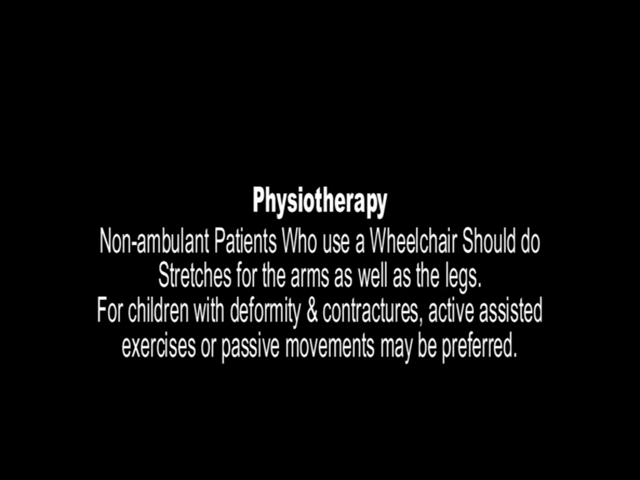 Physiotherapy
Non-ambulant Patients Who use a Wheelchair Should do
Stretches for the arms as well as the legs.
For children with deformity & contractures, active assisted
exercises or passive movements may be preferred.